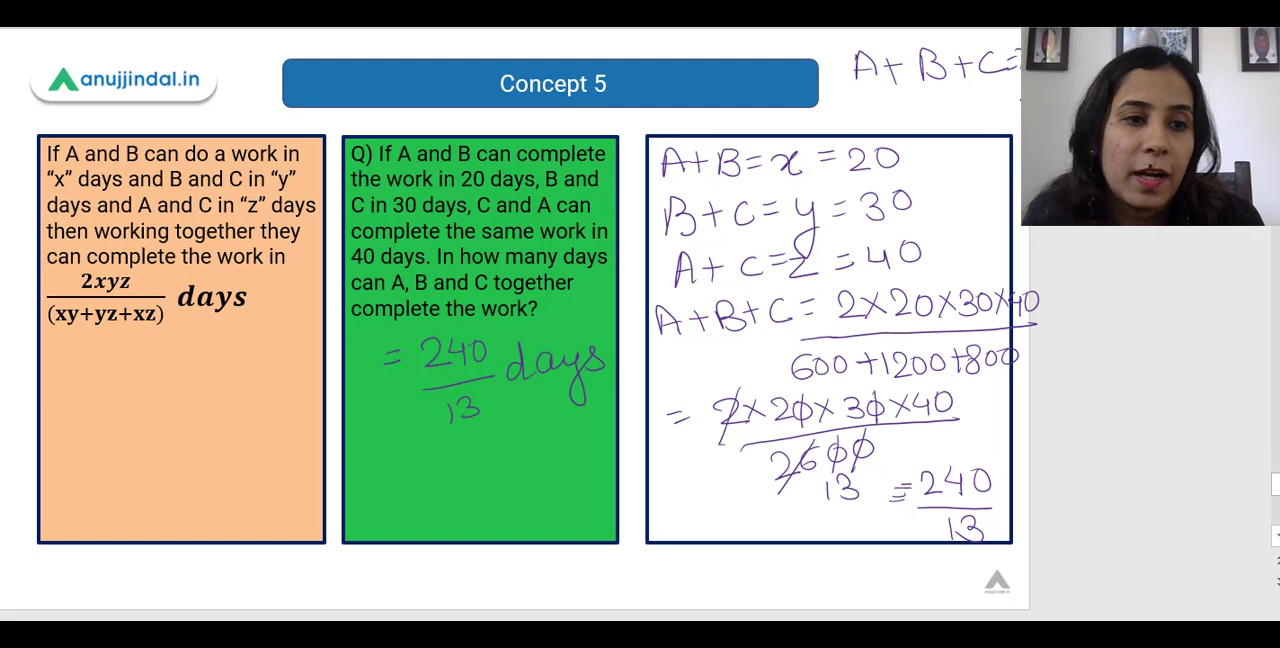 anujjindal.in
Concept 5
A+B+C=
If A and B can do a work in
“x” days and B and C in “y”
days and A and C in “z” days
then working together they
can complete the work in
2xyz
(xy+yz+xz) days
Q) If A and B can complete
the work in 20 days, B and
C in 30 days, C and A can
complete the same work in
40 days. In how many days
can A, B and C together
complete the work?
= 240/13 days
A+B=x=20
B+C=y=30
A+C=z=40
A+B+C= 2×20×30×40
600+1200+800
= 2×20×30×40
2600
13 = 240
13